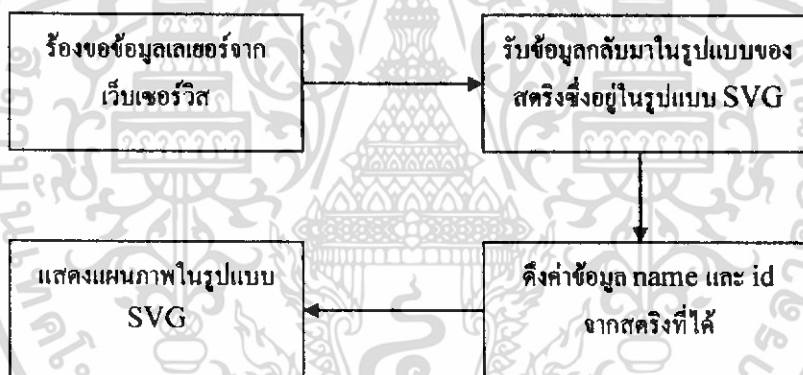 ร้องขอข้อมูลเลเยอร์จาก
เว็บเซอร์วิส
รับข้อมูลกลับมาในรูปแบบของ
สตริงซึ่งอยู่ในรูปแบบ SVG
ดึงค่าข้อมูล name และ id
จากสตริงที่ได้
แสดงแผนภาพในรูปแบบ
SVG